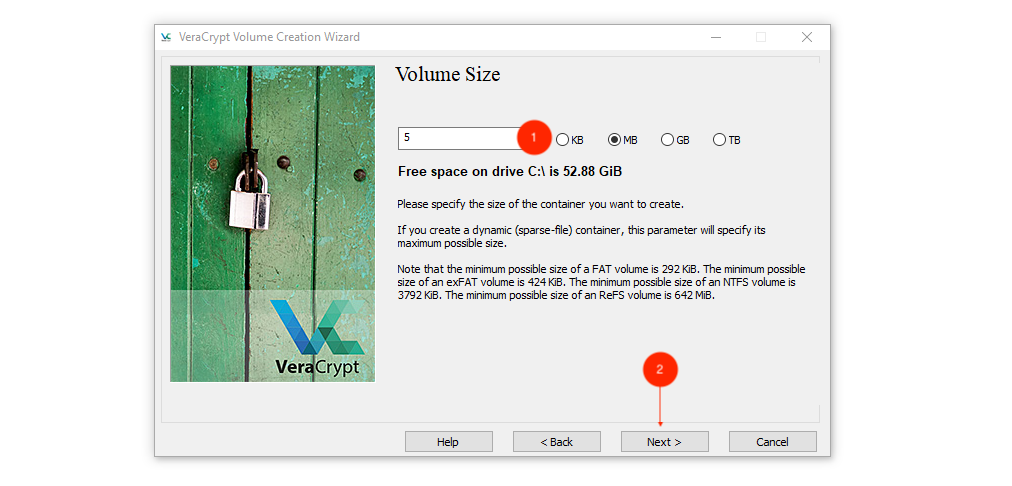 VeraCrypt Volume Creation Wizard
Volume Size
5
1
KB
MB
GB
TB
Free space on drive C:\ is 52.88 GiB
Please specify the size of the container you want to create.
If you create a dynamic (sparse-file) container, this parameter will specify its
maximum possible size.
Note that the minimum possible size of a FAT volume is 292 KiB. The minimum possible
size of an exFAT volume is 424 KiB. The minimum possible size of an NTFS volume is
3792 KiB. The minimum possible size of an ReFS volume is 642 MiB.
VeraCrypt
2
Help
< Back
Next >
Cancel